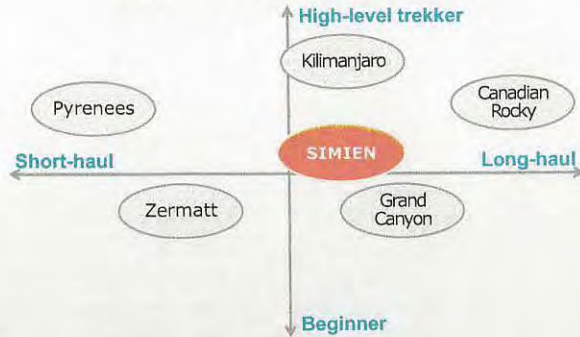 High-level trekker
Kilimanjaro
Pyrenees
Canadian
Rocky
SIMIEN
Short-haul
Long-haul
Zermatt
Grand
Canyon
Beginner